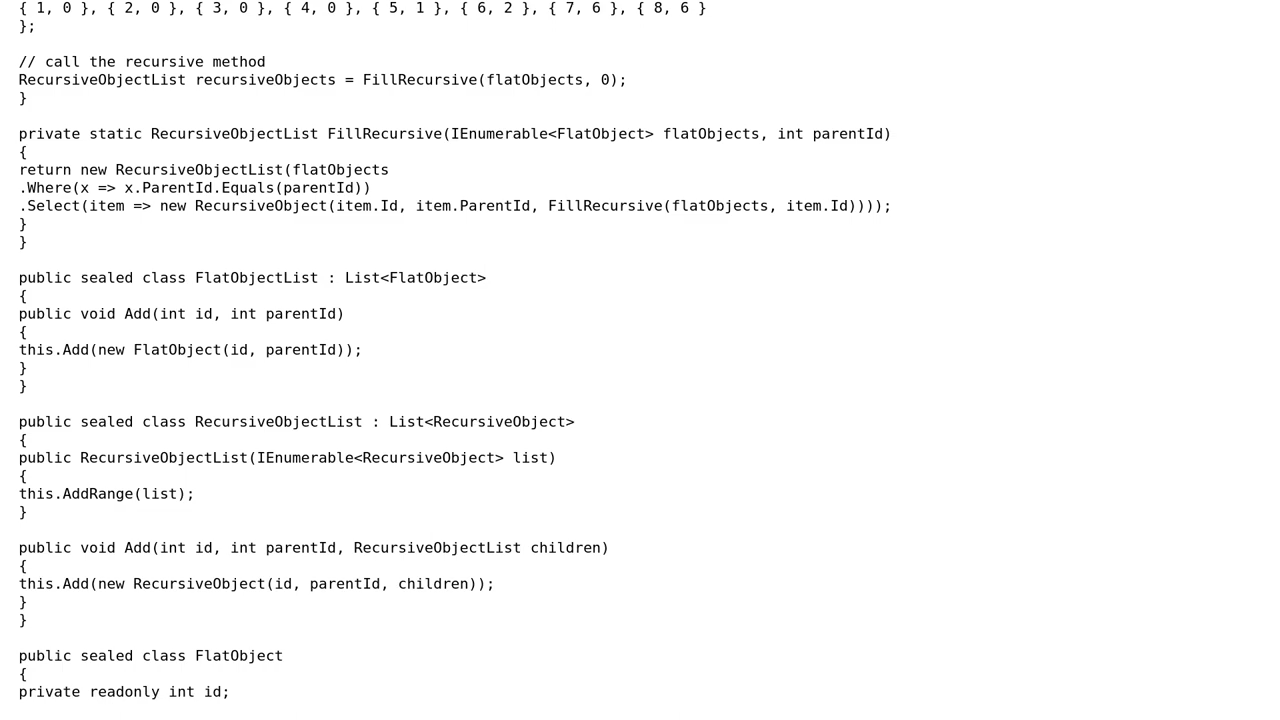 { 1, 0 }, { 2, 0 }, { 3, 0 }, { 4, 0 }, { 5, 1 }, { 6, 2 }, { 7, 6 }, { 8, 6 }
};

// call the recursive method
RecursiveObjectList recursiveObjects = FillRecursive(flatObjects, 0);
}

private static RecursiveObjectList FillRecursive(IEnumerable<FlatObject> flatObjects, int parentId)
{
return new RecursiveObjectList(flatObjects
.Where(x => x.ParentId.Equals(parentId))
.Select(item => new RecursiveObject(item.Id, item.ParentId, FillRecursive(flatObjects, item.Id))));
}
}

public sealed class FlatObjectList : List<FlatObject>
{
public void Add(int id, int parentId)
{
this.Add(new FlatObject(id, parentId));
}
}

public sealed class RecursiveObjectList : List<RecursiveObject>
{
public RecursiveObjectList(IEnumerable<RecursiveObject> list)
{
this.AddRange(list);
}

public void Add(int id, int parentId, RecursiveObjectList children)
{
this.Add(new RecursiveObject(id, parentId, children));
}
}

public sealed class FlatObject
{
private readonly int id;